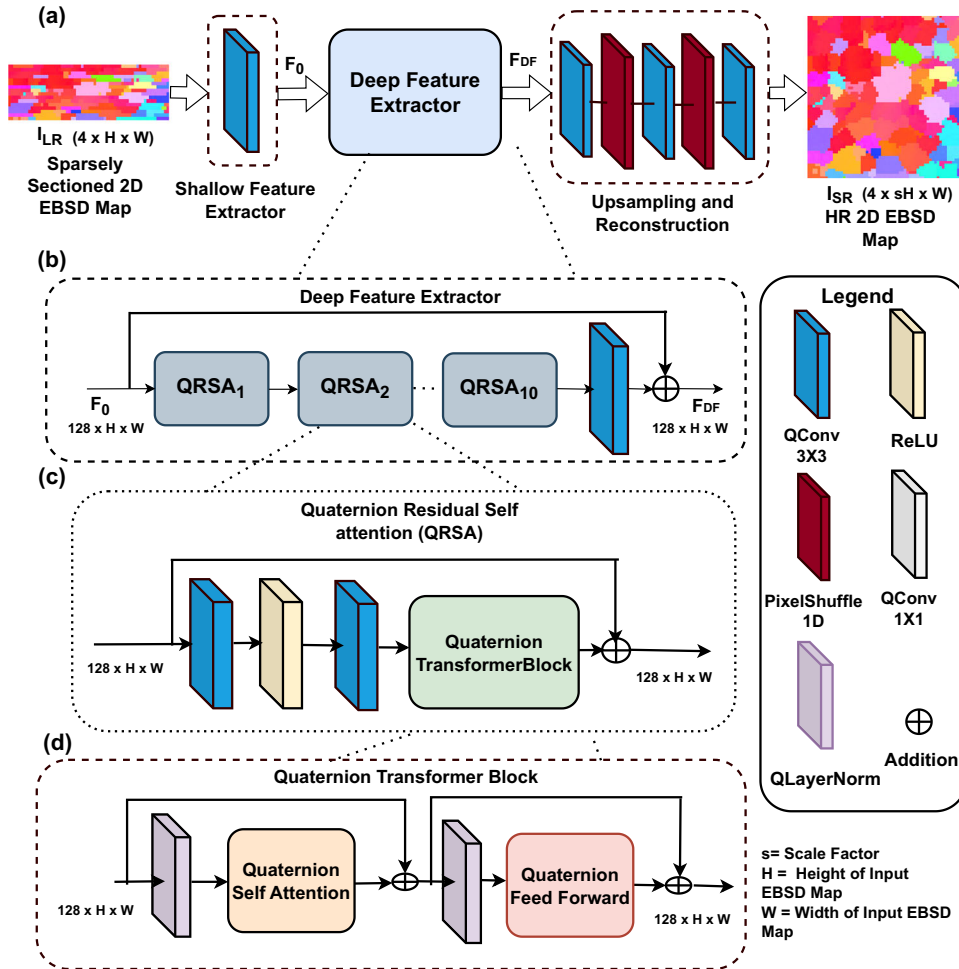 (a)
F0
FDF
Deep Feature
Extractor
ILR (4 x H x W)
Sparsely
Sectioned 2D
EBSD Map
Shallow Feature
Extractor
Upsampling and
Reconstruction
ISR (4 x sH x W)
HR 2D EBSD
Map
(b)
Deep Feature Extractor
QRSA1
QRSA2
QRSA10
F0
128 x H x W
FDF
128 x H x W
(c)
Quaternion Residual Self
attention (QRSA)
Quaternion
TransformerBlock
128 x H x W
128 x H x W
(d)
Quaternion Transformer Block
Quaternion
Self Attention
Quaternion
Feed Forward
128 x H x W
128 x H x W
Legend
QConv
3X3
ReLU
PixelShuffle
1D
QConv
1X1
QLayerNorm
Addition
s= Scale Factor
H = Height of Input
EBSD Map
W = Width of Input EBSD
Map